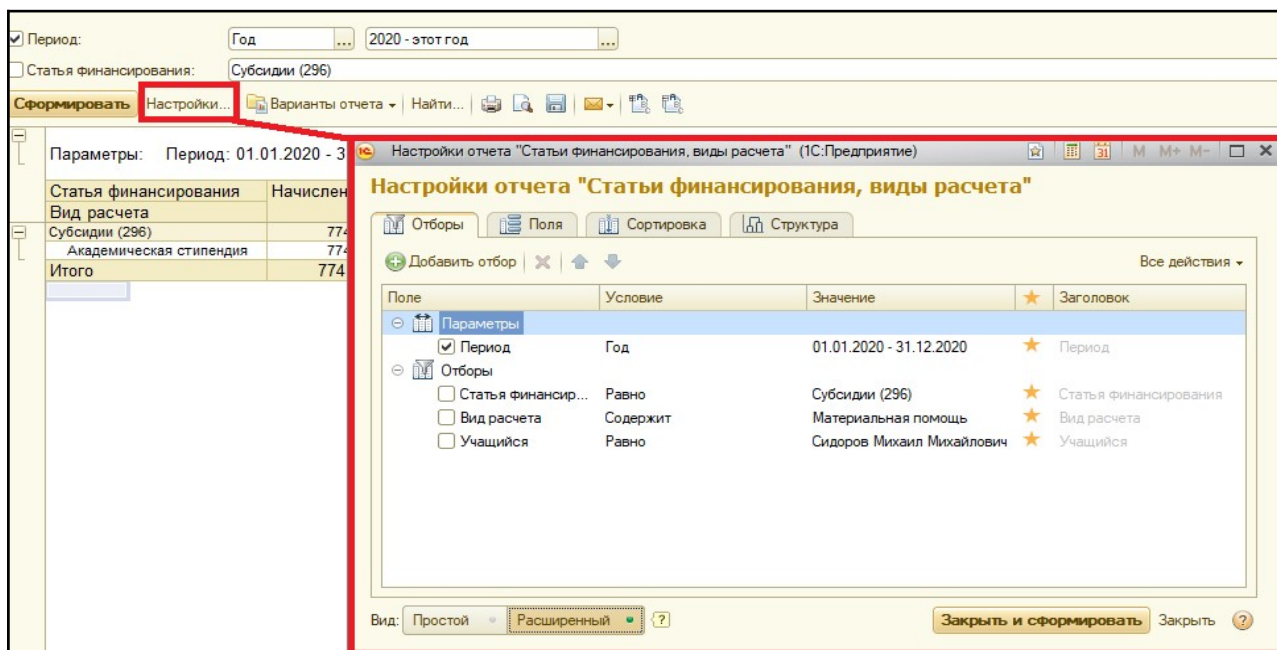 Период: Год ... 2020 - этот год ...
Статья финансирования: Субсидии (296)
Сформировать Настройки... Варианты отчета Найти...
Параметры: Период: 01.01.2020 - 3
Статья финансирования Начислен
Вид расчета
Субсидии (296) 774
Академическая стипендия 774
Итого 774
Настройки отчета "Статьи финансирования, виды расчета" (1С:Предприятие) 31 M M+ M-
Настройки отчета "Статьи финансирования, виды расчета"
Отборы Поля Сортировка Структура
Добавить отбор Все действия
Поле Условие Значение Заголовок
Параметры
Период Год 01.01.2020 - 31.12.2020 Период
Отборы
Статья финансир... Равно Субсидии (296) Статья финансирования
Вид расчета Содержит Материальная помощь Вид расчета
Учащийся Равно Сидоров Михаил Михайлович Учащийся
Вид: Простой Расширенный ? Закрыть и сформировать Закрыть ?